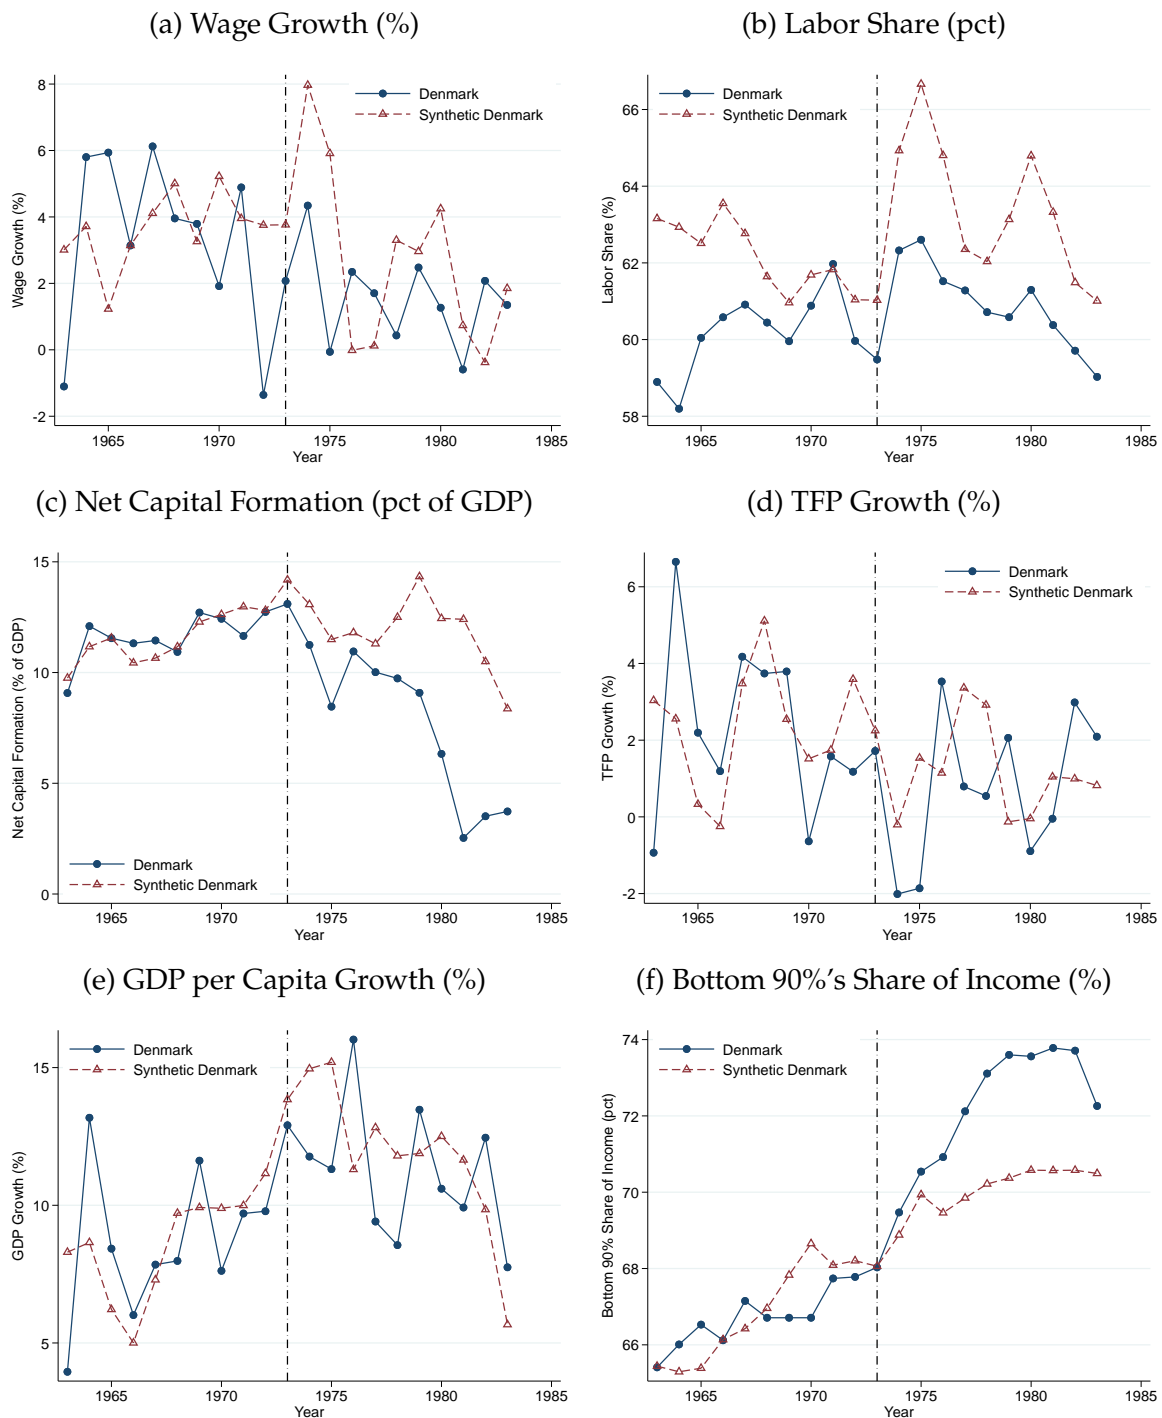 (a) Wage Growth (%)
8
6
4
2
0
-2
Wage Growth (%)
Denmark
Synthetic Denmark
1965 1970 1975 1980 1985
Year
(b) Labor Share (pct)
66
64
62
60
58
Labor Share (%)
Denmark
Synthetic Denmark
1965 1970 1975 1980 1985
Year
(c) Net Capital Formation (pct of GDP)
15
10
5
0
Net Capital Formation (% of GDP)
Denmark
Synthetic Denmark
1965 1970 1975 1980 1985
Year
(d) TFP Growth (%)
6
4
2
0
-2
TFP Growth (%)
Denmark
Synthetic Denmark
1965 1970 1975 1980 1985
Year
(e) GDP per Capita Growth (%)
15
10
5
GDP Growth (%)
Denmark
Synthetic Denmark
1965 1970 1975 1980 1985
Year
(f) Bottom 90%'s Share of Income (%)
74
72
70
68
66
Bottom 90% Share of Income (pct)
Denmark
Synthetic Denmark
1965 1970 1975 1980 1985
Year